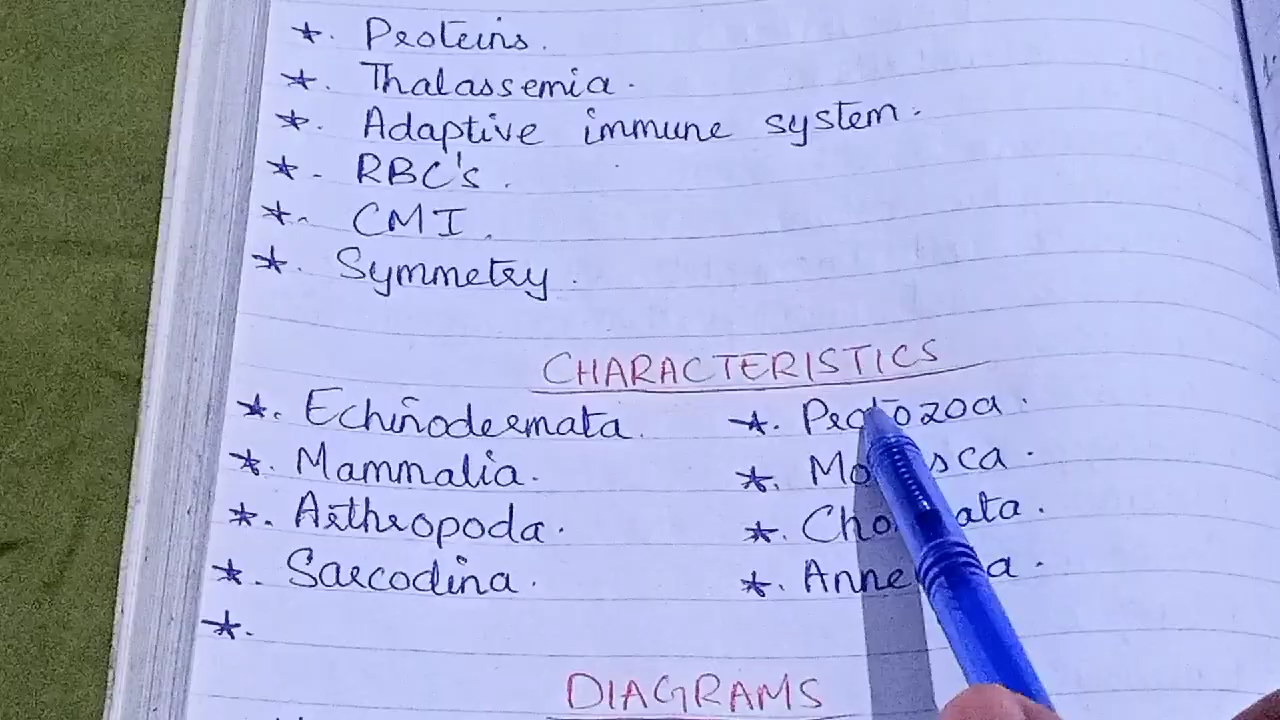 ★. Proteins.
★. Thalassemia.
★. Adaptive immune system.
★. RBC's.
★. CMI.
★. Symmetry.
CHARACTERISTICS
★. Echinodermata.
★. Mammalia.
★. Arthropoda.
★. Sarcodina.
★.
★. Protozoa.
★.
★.
★.
DIAGRAMS